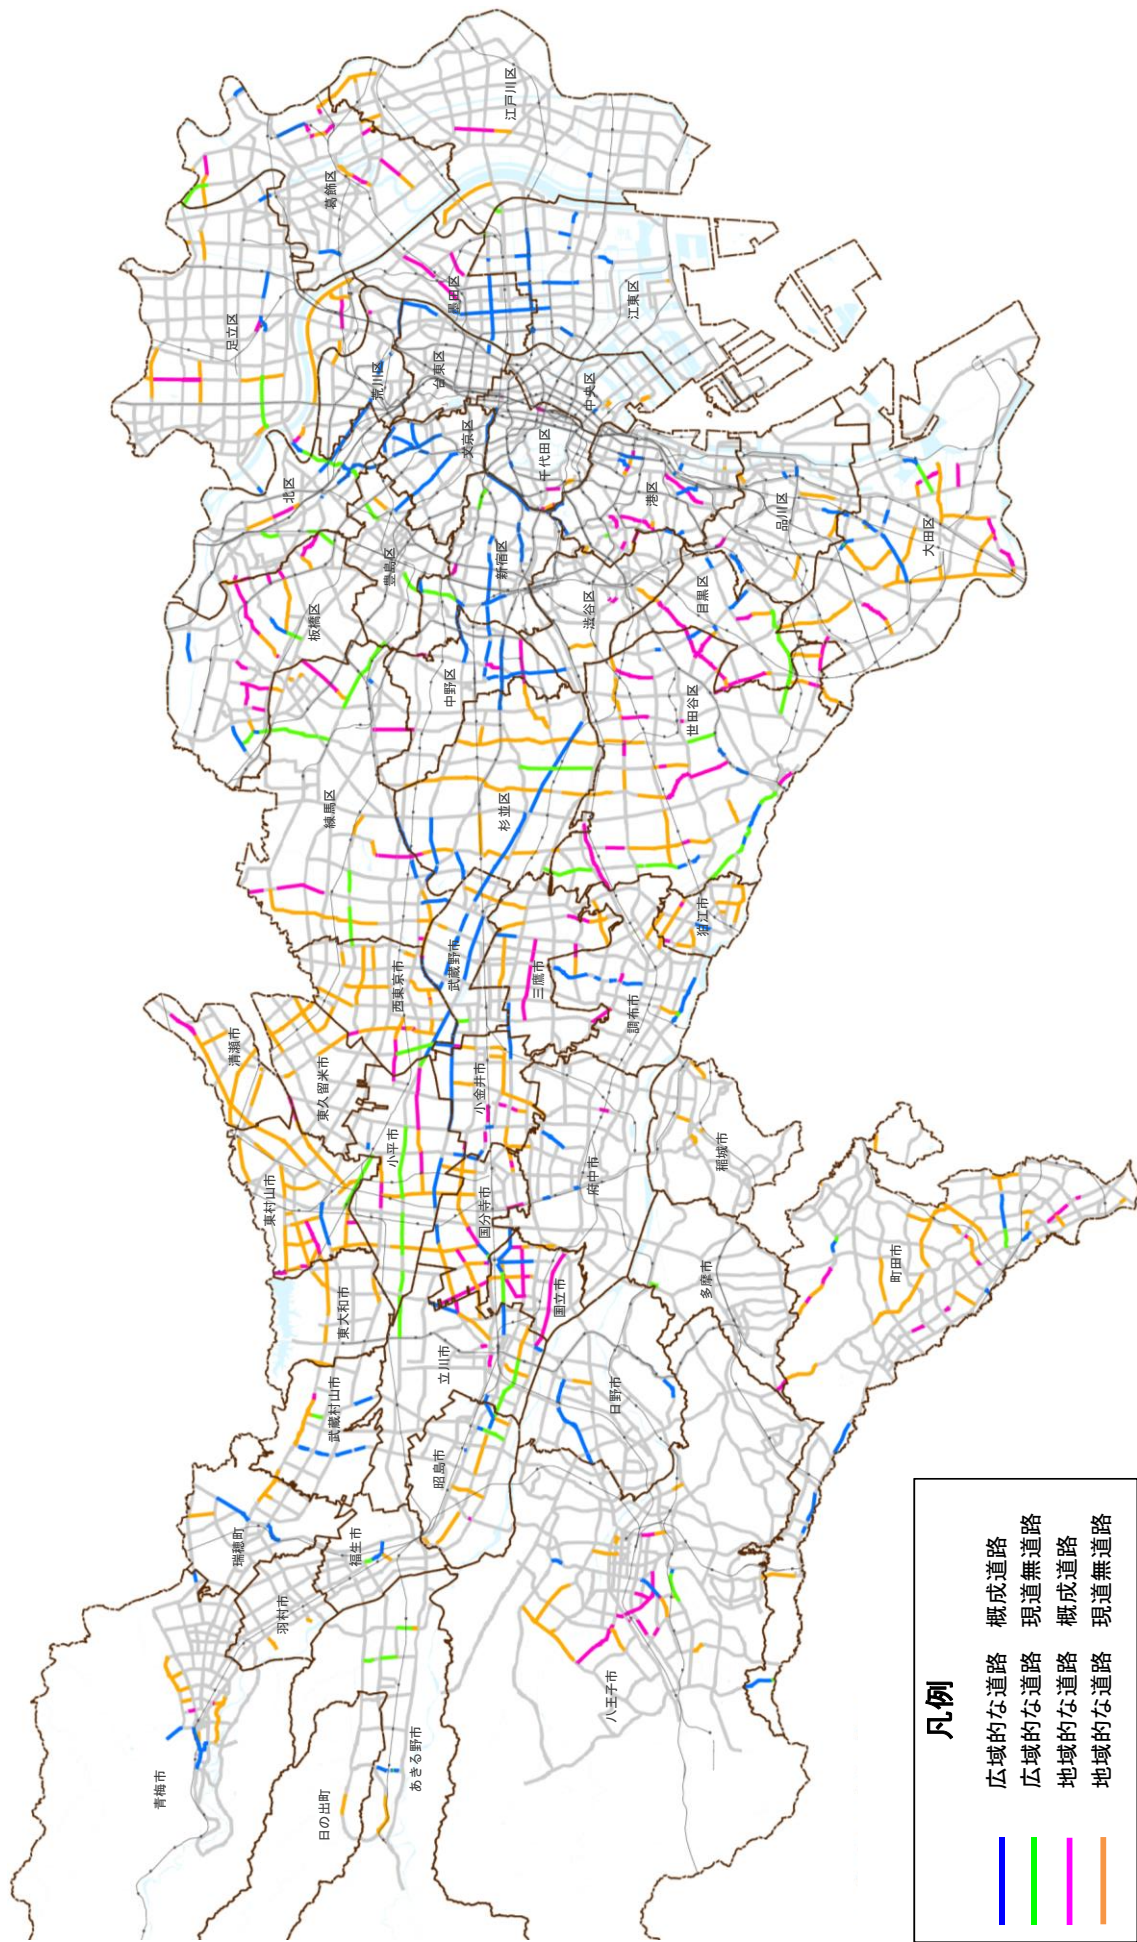 江戸川区
葛飾区
足立区
墨田区
江東区
荒川区
台東区
中央区
文京区
千代田区
北区
港区
品川区
大田区
豊島区
新宿区
渋谷区
目黒区
板橋区
中野区
世田谷区
練馬区
杉並区
狛江市
武蔵野市
三鷹市
西東京市
調布市
清瀬市
東久留米市
小金井市
小平市
府中市
稲城市
東村山市
国分寺市
国立市
多摩市
町田市
東大和市
立川市
日野市
武蔵村山市
昭島市
瑞穂町
福生市
羽村市
八王子市
あきる野市
日の出町
青梅市
凡例
広域的な道路 概成道路
広域的な道路 現道無道路
地域的な道路 概成道路
地域的な道路 現道無道路